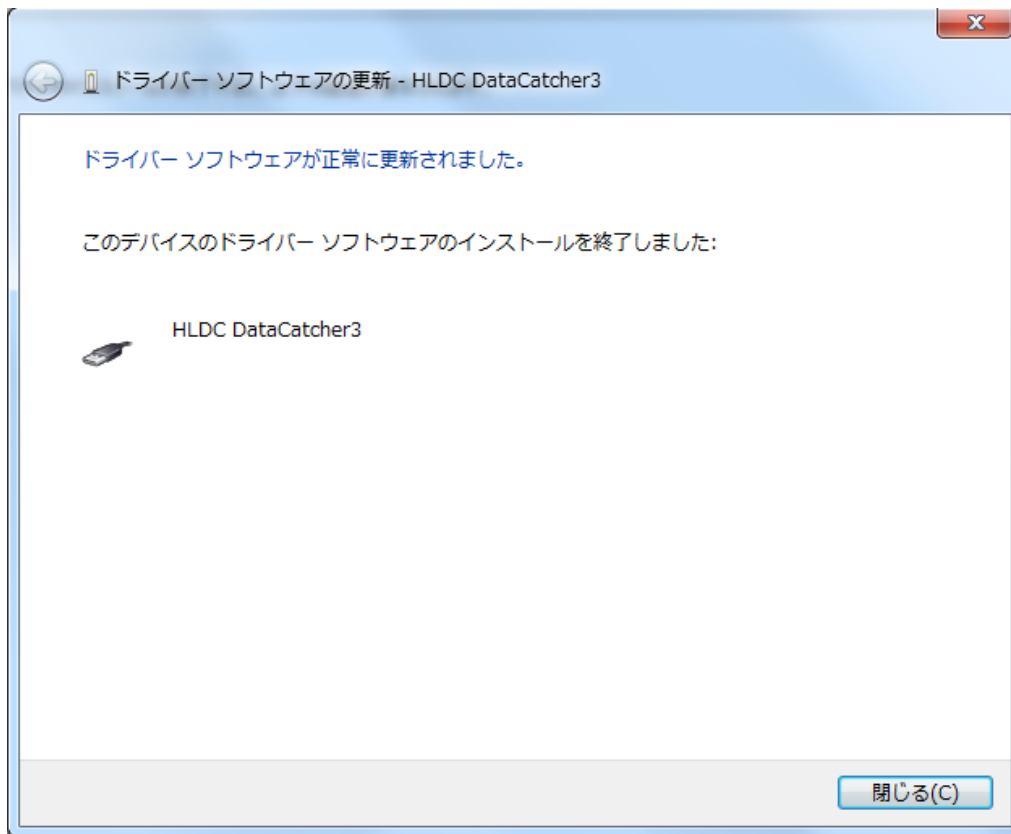 ドライバー ソフトウェアの更新 - HLDC DataCatcher3
ドライバー ソフトウェアが正常に更新されました。
このデバイスのドライバー ソフトウェアのインストールを終了しました:
HLDC DataCatcher3
閉じる(C)